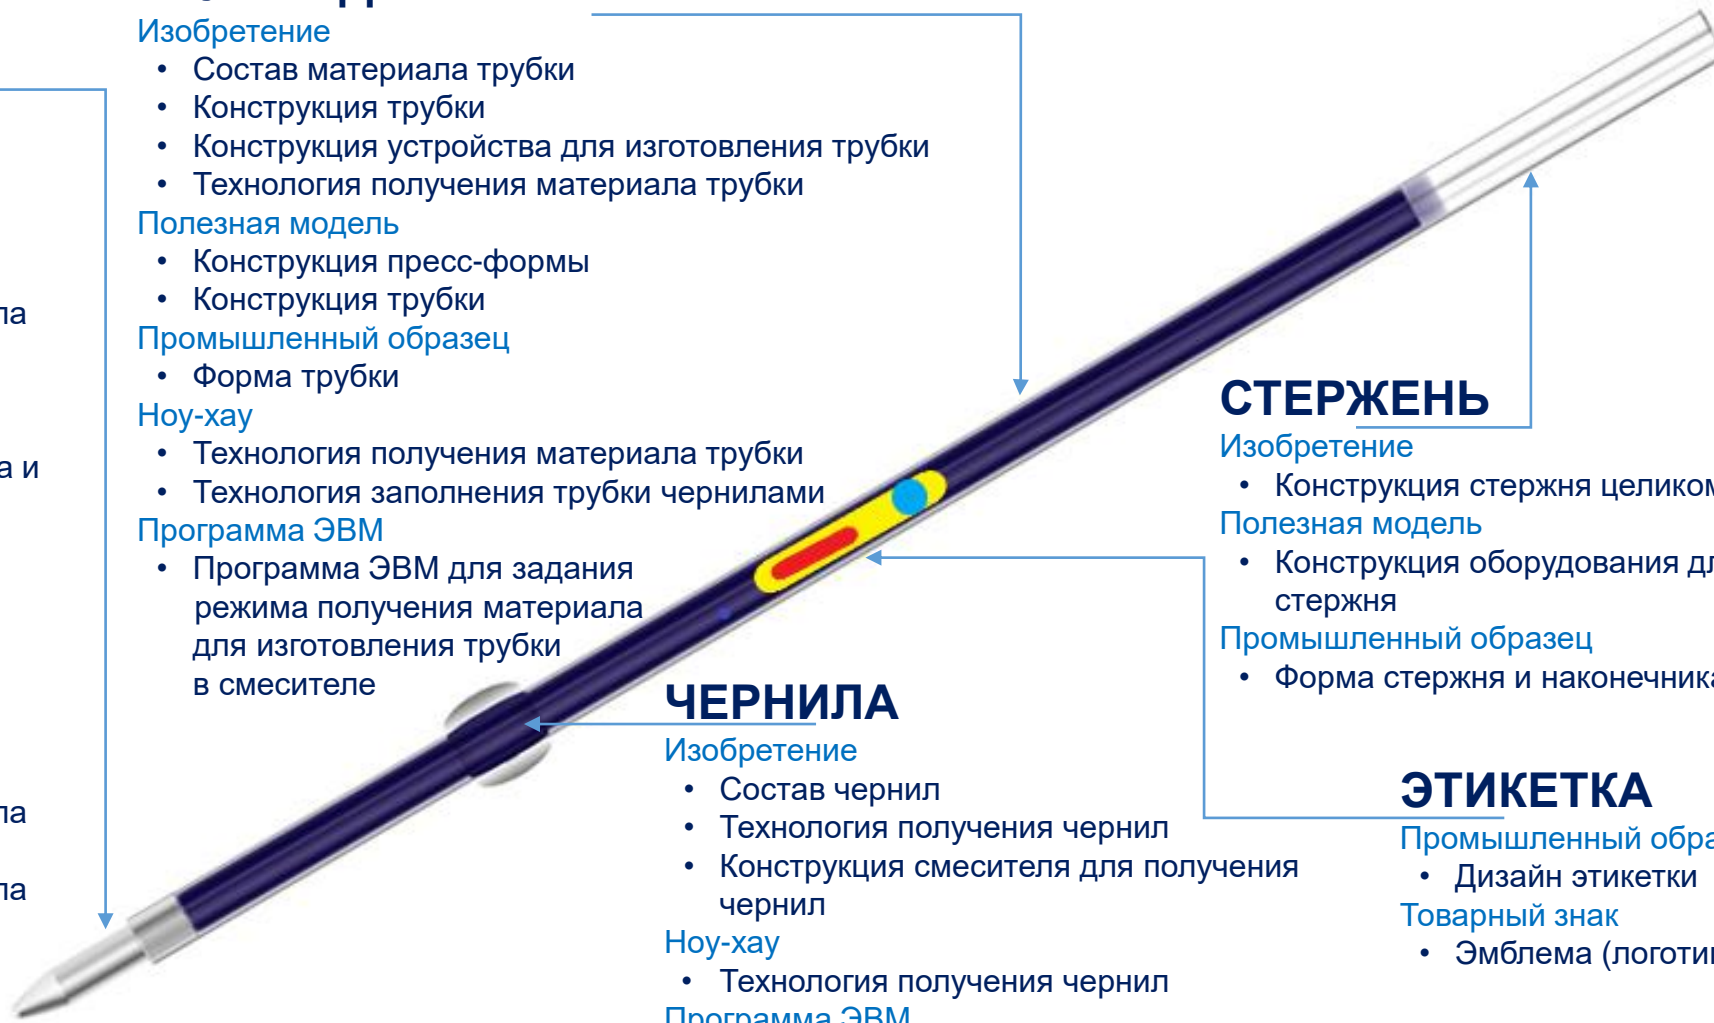 Изобретение
• Состав материала трубки
• Конструкция трубки
• Конструкция устройства для изготовления трубки
• Технология получения материала трубки
Полезная модель
• Конструкция пресс-формы
• Конструкция трубки
Промышленный образец
• Форма трубки
Ноу-хау
• Технология получения материала трубки
• Технология заполнения трубки чернилами
Программа ЭВМ
• Программа ЭВМ для задания
режима получения материала
для изготовления трубки
в смесителе
а и
ЧЕРНИЛА
Изобретение
• Состав чернил
• Технология получения чернил
• Конструкция смесителя для получения
чернил
Ноу-хау
• Технология получения чернил
Программа ЭВМ
СТЕРЖЕНЬ
Изобретение
• Конструкция стержня целиком
Полезная модель
• Конструкция оборудования
стержня
Промышленный образец
• Форма стержня и наконечника
ЭТИКЕТКА
Промышленный
• Дизайн этикетки
Товарный знак
• Эмблема